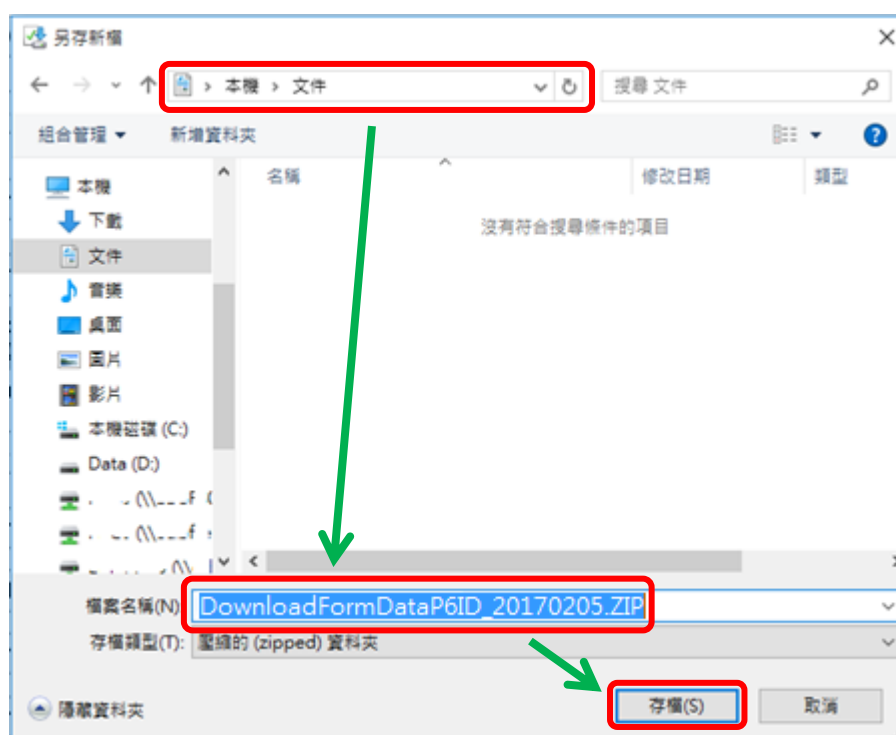 另存新檔
本機 › 文件
搜尋 文件
組合管理
新增資料夾
名稱
修改日期
類型
沒有符合搜尋條件的項目
本機
下載
文件
音樂
桌面
圖片
影片
本機磁碟 (C:)
Data (D:)
檔案名稱(N)
DownloadFormDataP6ID_20170205.ZIP
存檔類型(T): 壓縮的 (zipped) 資料夾
隱藏資料夾
存檔(S)
取消